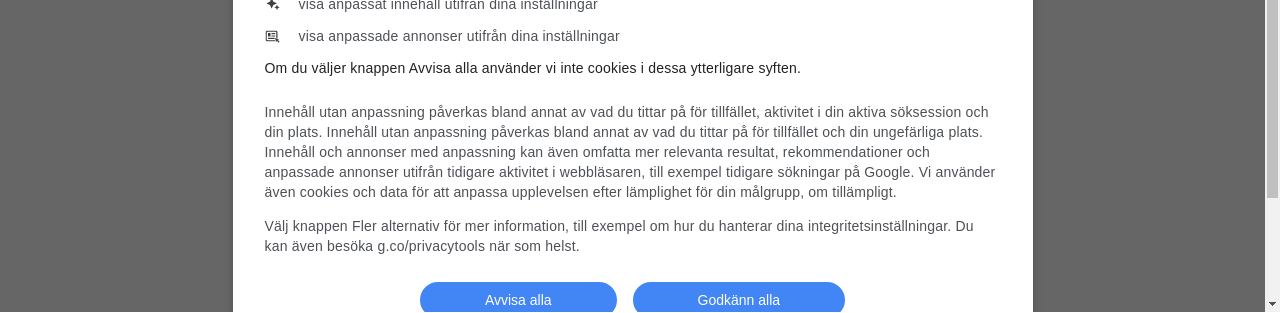 visa anpassat innehåll utifrån dina inställningar
visa anpassade annonser utifrån dina inställningar
Om du väljer knappen Avvisa alla använder vi inte cookies i dessa ytterligare syften.
Innehåll utan anpassning påverkas bland annat av vad du tittar på för tillfället, aktivitet i din aktiva söksession och
din plats. Innehåll utan anpassning påverkas bland annat av vad du tittar på för tillfället och din ungefärliga plats.
Innehåll och annonser med anpassning kan även omfatta mer relevanta resultat, rekommendationer och
anpassade annonser utifrån tidigare aktivitet i webbläsaren, till exempel tidigare sökningar på Google. Vi använder
även cookies och data för att anpassa upplevelsen efter lämplighet för din målgrupp, om tillämpligt.
Välj knappen Fler alternativ för mer information, till exempel om hur du hanterar dina integritetsinställningar. Du
kan även besöka g.co/privacytools när som helst.
Avvisa alla
Godkänn alla